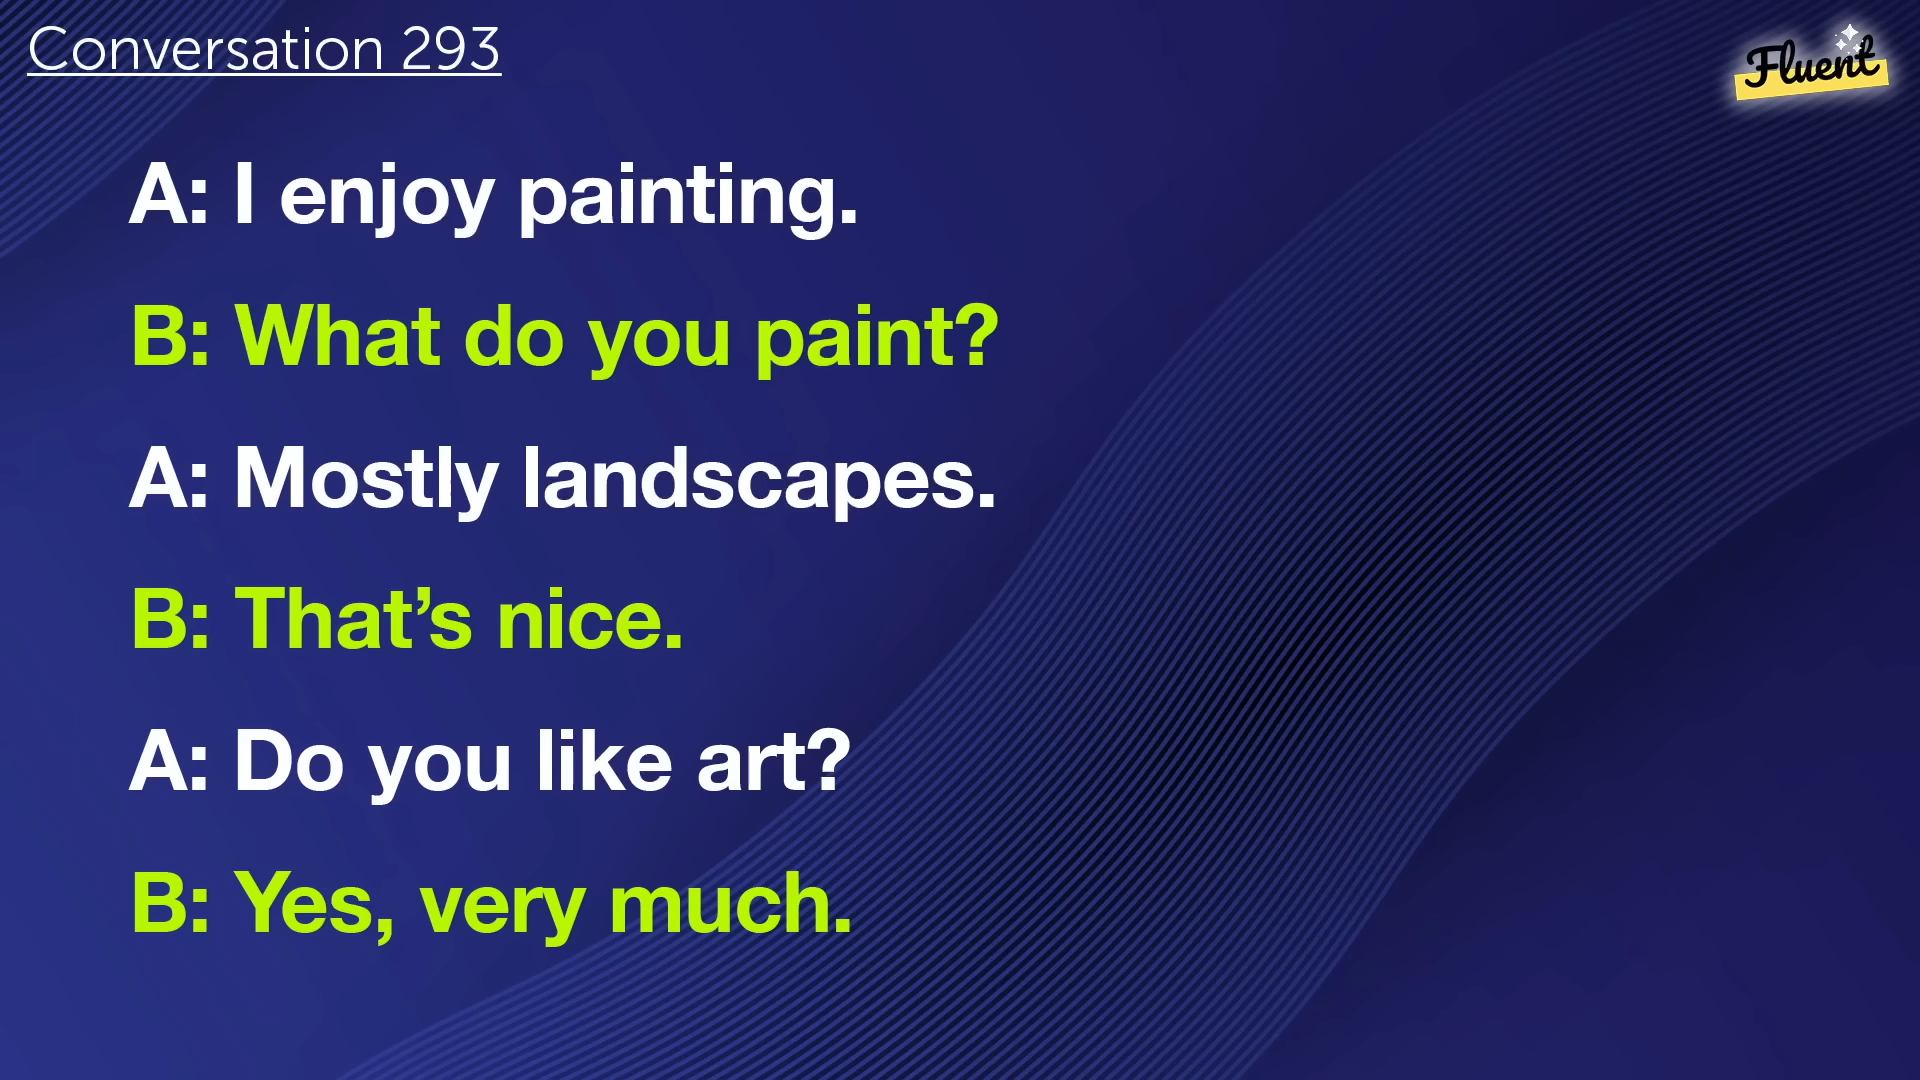 Conversation 293
Fluent
A: I enjoy painting.
B: What do you paint?
A: Mostly landscapes.
B: That’s nice.
A: Do you like art?
B: Yes, very much.